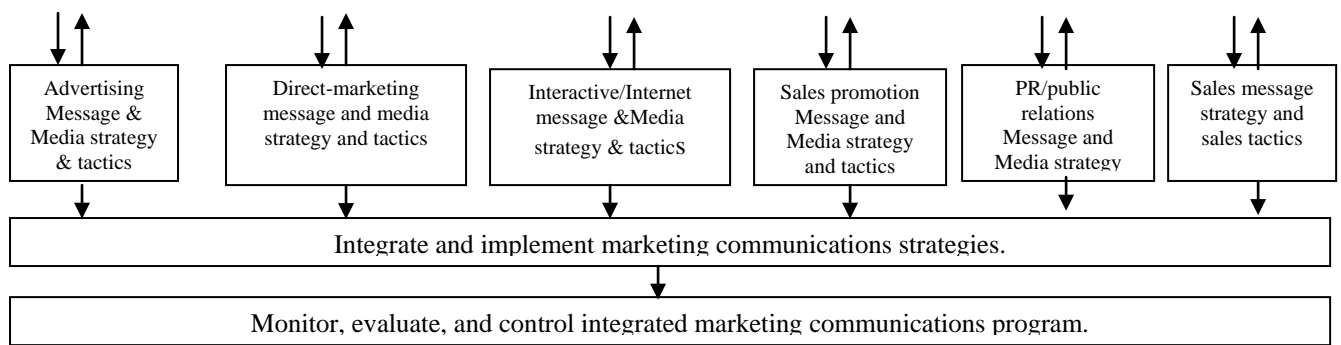 Advertising
Message &
Media strategy
& tactics
Direct-marketing
message and media
strategy and tactics
Interactive/Internet
message &Media
strategy & tacticS
Sales promotion
Message and
Media strategy
and tactics
PR/public
relations
Message and
Media strategy
Sales message
strategy and
sales tactics
Integrate and implement marketing communications strategies.
Monitor, evaluate, and control integrated marketing communications program.